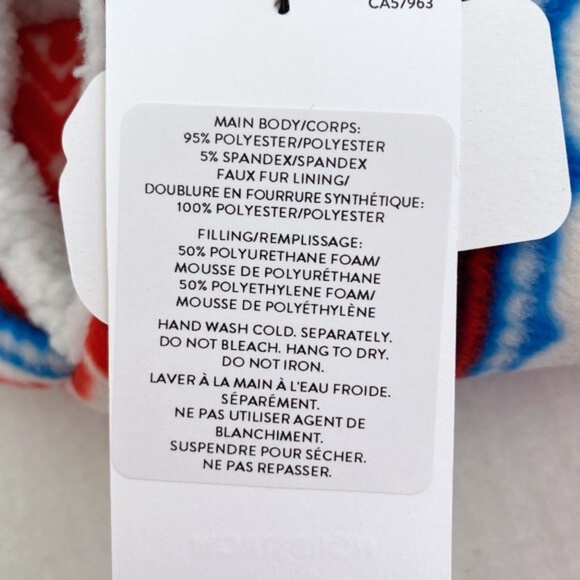 CA57963
MAIN BODY/CORPS:
95% POLYESTER/POLYESTER
5% SPANDEX/SPANDEX
FAUX FUR LINING/
DOUBLURE EN FOURRURE SYNTHÉTIQUE:
100% POLYESTER/POLYESTER
FILLING/REMPLISSAGE:
50% POLYURETHANE FOAM/
MOUSSE DE POLYURÉTHANE
50% POLYETHYLENE FOAM/
MOUSSE DE POLYÉTHYLÈNE
HAND WASH COLD. SEPARATELY.
DO NOT BLEACH. HANG TO DRY.
DO NOT IRON.
LAVER À LA MAIN À L'EAU FROIDE.
SÉPARÉMENT.
NE PAS UTILISER AGENT DE
BLANCHIMENT.
SUSPENDRE POUR SÉCHER.
NE PAS REPASSER.